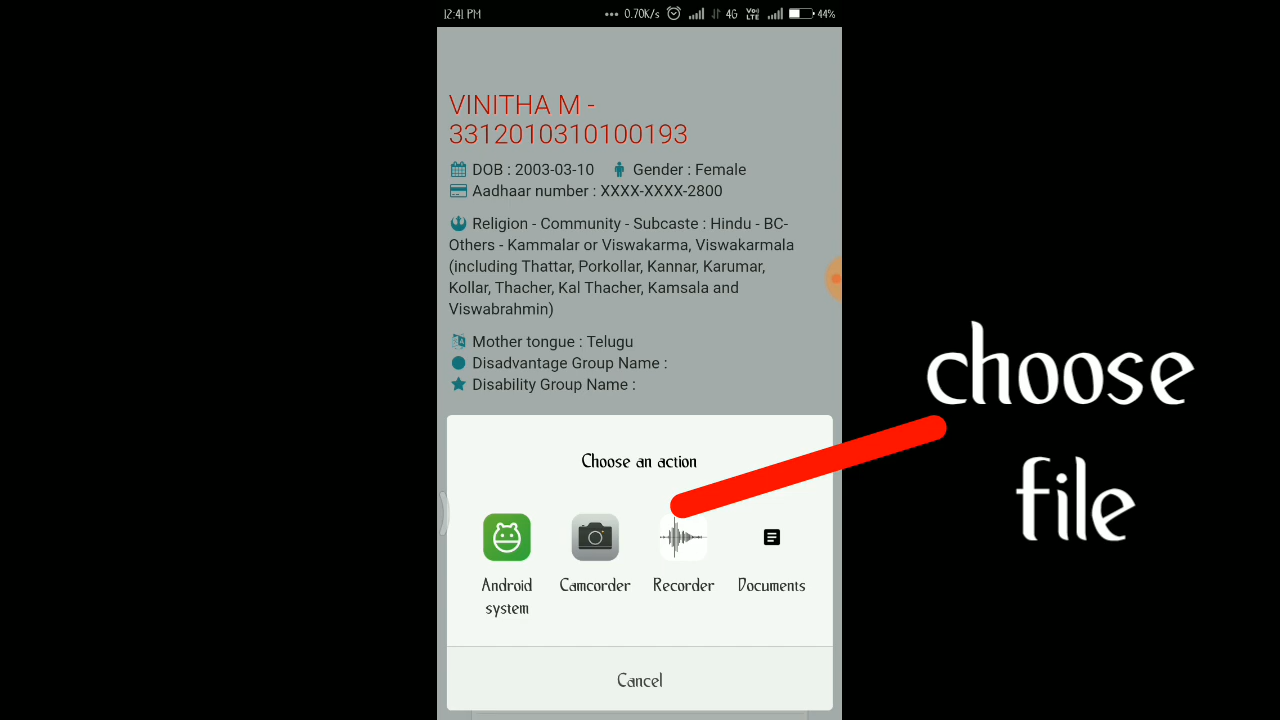 12:41 PM
0.70K/s 4G Vo) LTE 44%
VINITHA M -
3312010310100193
DOB : 2003-03-10 Gender : Female
Aadhaar number : XXXX-XXXX-2800
Religion - Community - Subcaste : Hindu - BC-
Others - Kammalar or Viswakarma, Viswakarmala
(including Thattar, Porkollar, Kannar, Karumar,
Kollar, Thacher, Kal Thacher, Kamsala and
Viswabrahmin)
Mother tongue : Telugu
Disadvantage Group Name :
Disability Group Name :
Choose an action
Android
system
Camcorder
Recorder
Documents
Cancel
choose
file